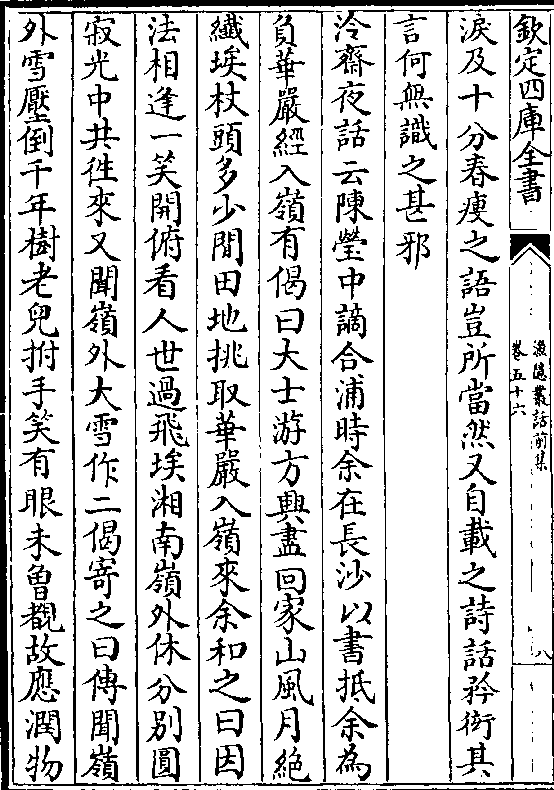 欽定四庫全書
漁隱叢話前集
卷五十六
淚及十分春瘦之語豈所當然又自載之詩話矜衒其
言何無識之甚邪
泠齋夜話云陳瑩中謫合浦時余在長沙以書抵余為
負華嚴經入嶺有偈曰大士游方興盡回家山風月絕
纖埃杖頭多少閒田地挑取華嚴入嶺來余和之曰因
法相逢一笑開俯看人世過飛埃湘南嶺外休分別圓
寂光中共徃來又聞嶺外大雪作二偈寄之曰傳聞嶺
外雪壓倒千年樹老兒拊手笑有眼未曾覩故應潤物